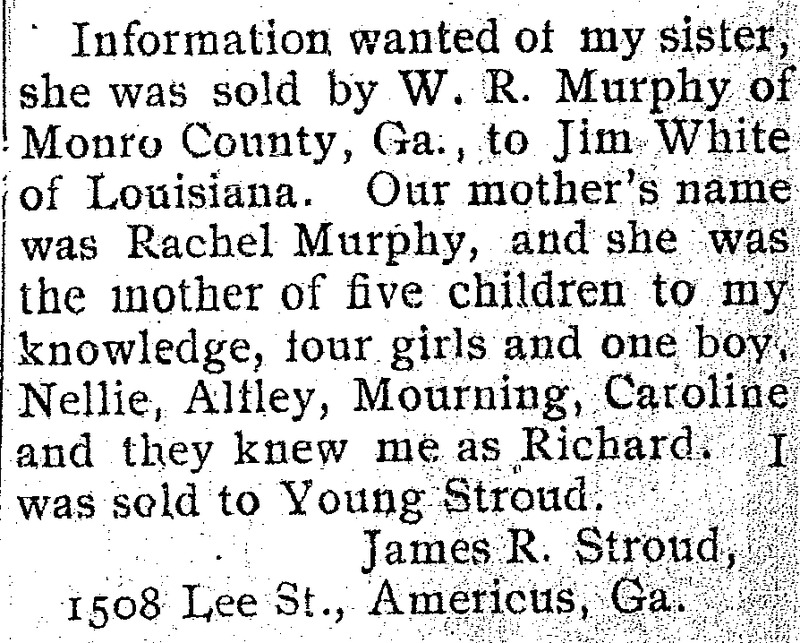 Information wanted of my sister,
she was sold by W. R. Murphy of
Monro County, Ga., to Jim White
of Louisiana. Our mother's name
was Rachel Murphy, and she was
the mother of five children to my
knowledge, four girls and one boy,
Nellie, Altley, Mourning, Caroline
and they knew me as Richard. I
was sold to Young Stroud.
James R. Stroud,
1508 Lee St., Americus, Ga.